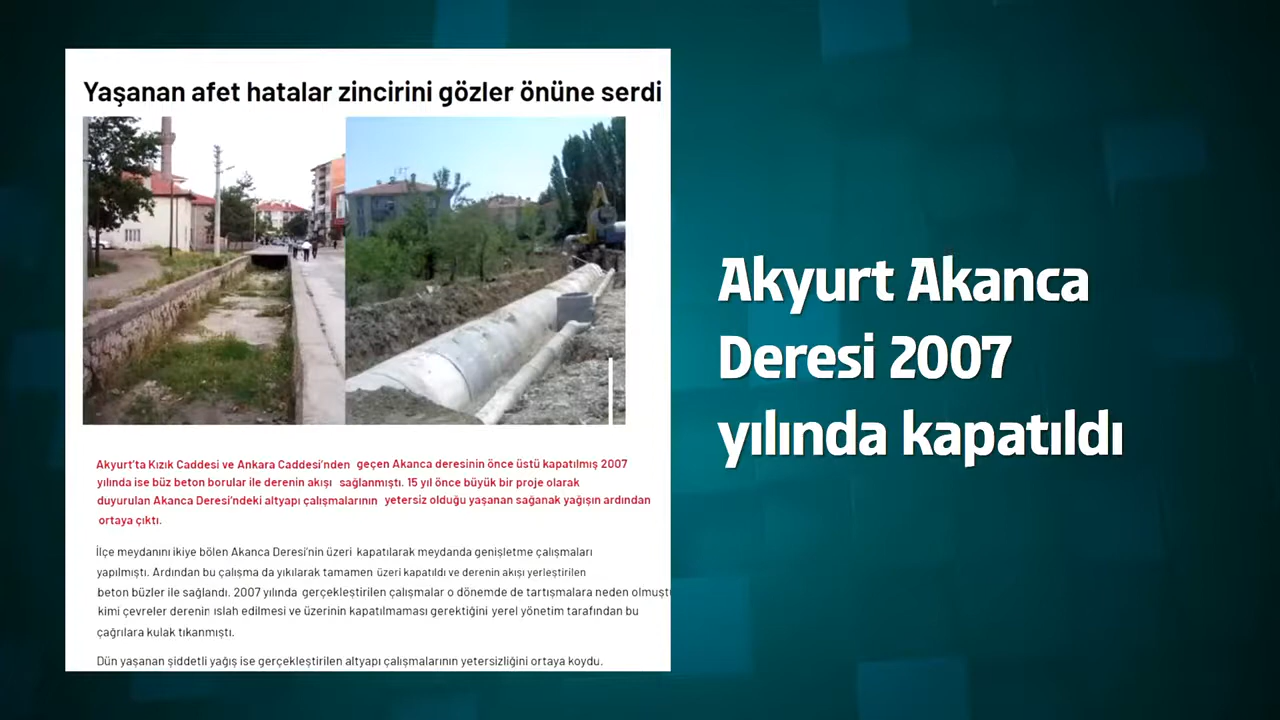 Yaşanan afet hatalar zincirini gözler önüne serdi
Akyurt'ta Kızık Caddesi ve Ankara Caddesi'nden geçen Akanca deresinin önce üstü kapatılmış 2007
yılında ise büz beton borular ile derenin akışı sağlanmıştı. 15 yıl önce büyük bir proje olarak
duyurulan Akanca Deresi'ndeki altyapı çalışmalarının yetersiz olduğu yaşanan sağanak yağışın ardından
ortaya çıktı.
İlçe meydanını ikiye bölen Akanca Deresi'nin üzeri kapatılarak meydanda genişletme çalışmaları
yapılmıştı. Ardından bu çalışma da yıkılarak tamamen üzeri kapatıldı ve derenin akışı yerleştirilen
beton büzler ile sağlandı. 2007 yılında gerçekleştirilen çalışmalar o dönemde de tartışmalara neden olmuştu
kimi çevreler derenin ıslah edilmesi ve üzerinin kapatılmaması gerektiğini yerel yönetim tarafından bu
çağrılara kulak tıkanmıştı.
Dün yaşanan şiddetli yağış ise gerçekleştirilen altyapı çalışmalarının yetersizliğini ortaya koydu.
Akyurt Akanca
Deresi 2007
yılında kapatıldı